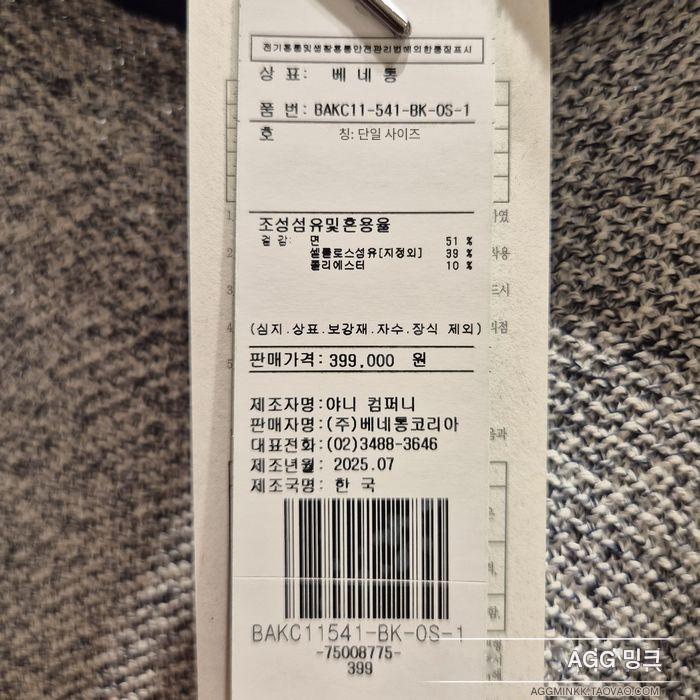 전기통통및생활용통안전관리법에의한품질표시
상 표: 베네통
품 번: BAKC11-541-BK-OS-1
호 칭: 단일 사이즈
조성섬유및혼용율
겉감: 면 51 %
셀룰로스섬유[지정외] 39 %
폴리에스터 10 %
(심지.상표.보강재.자수.장식 제외)
판매가격: 399,000 원
제조자명:야니 컴퍼니
판매자명:(주)베네통코리아
대표전화:(02)3488-3646
제조년월: 2025.07
제조국명: 한 국
BAKC11541-BK-OS-1
-75008775-
399
AGG 밍크
AGGMINKK.TAOVAO.COM